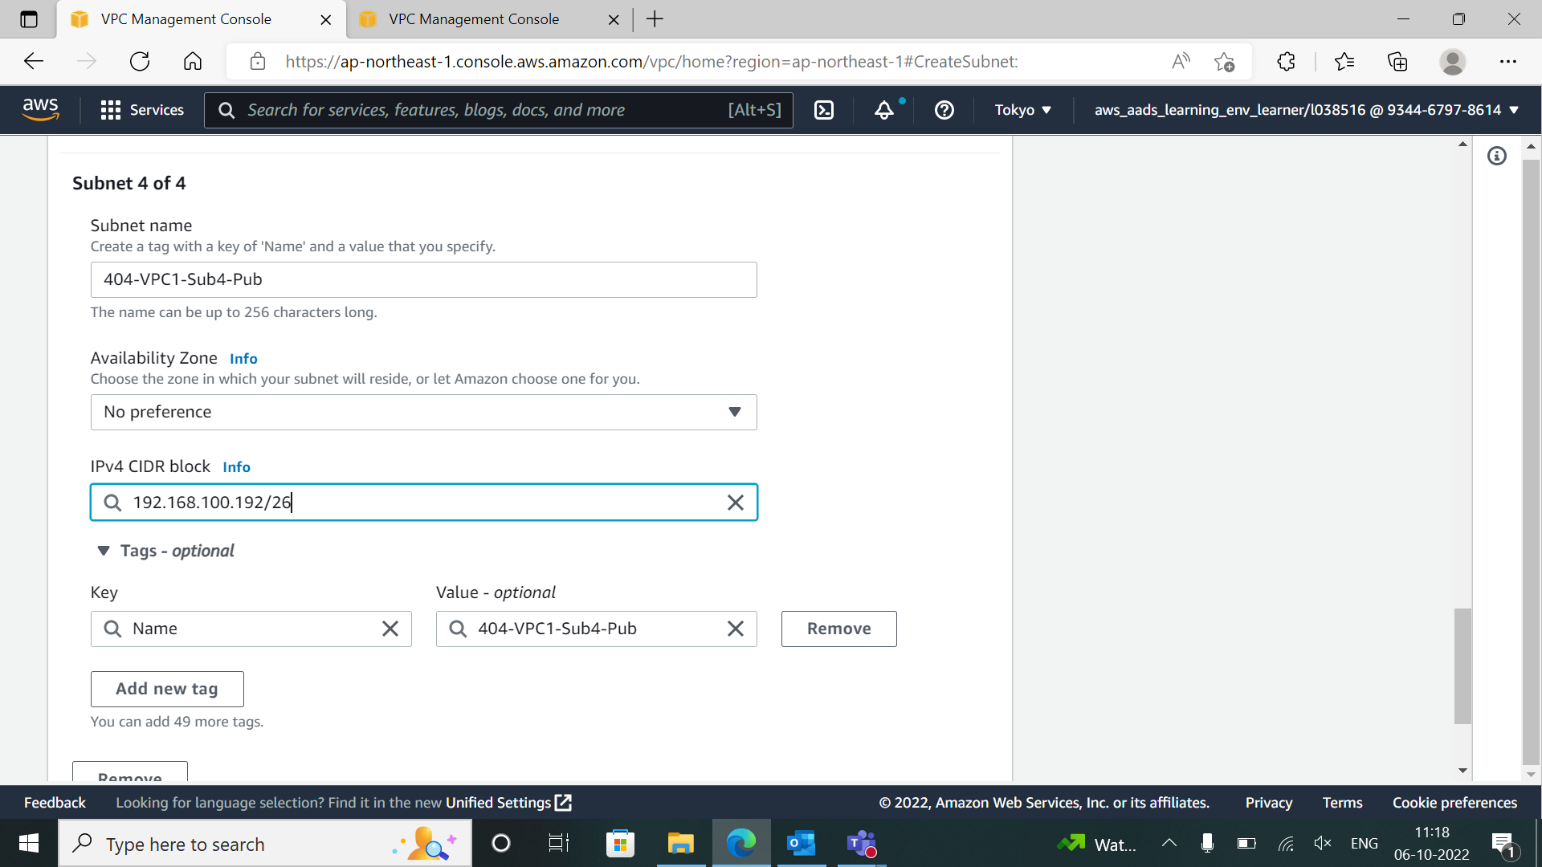 VPC Management Console
VPC Management Console
https://ap-northeast-1.console.aws.amazon.com/vpc/home?region=ap-northeast-1#CreateSubnet:
aws
Services
Search for services, features, blogs, docs, and more
[Alt+S]
Tokyo
aws_aads_learning_env_learner/l038516 @ 9344-6797-8614
Subnet 4 of 4
Subnet name
Create a tag with a key of 'Name' and a value that you specify.
404-VPC1-Sub4-Pub
The name can be up to 256 characters long.
Availability Zone Info
Choose the zone in which your subnet will reside, or let Amazon choose one for you.
No preference
IPv4 CIDR block Info
192.168.100.192/26
Tags - optional
Key
Value - optional
Name
404-VPC1-Sub4-Pub
Remove
Add new tag
You can add 49 more tags.
Remove
Feedback
Looking for language selection? Find it in the new Unified Settings
© 2022, Amazon Web Services, Inc. or its affiliates.
Privacy
Terms
Cookie preferences
Type here to search
Wat...
ENG
11:18
06-10-2022
1